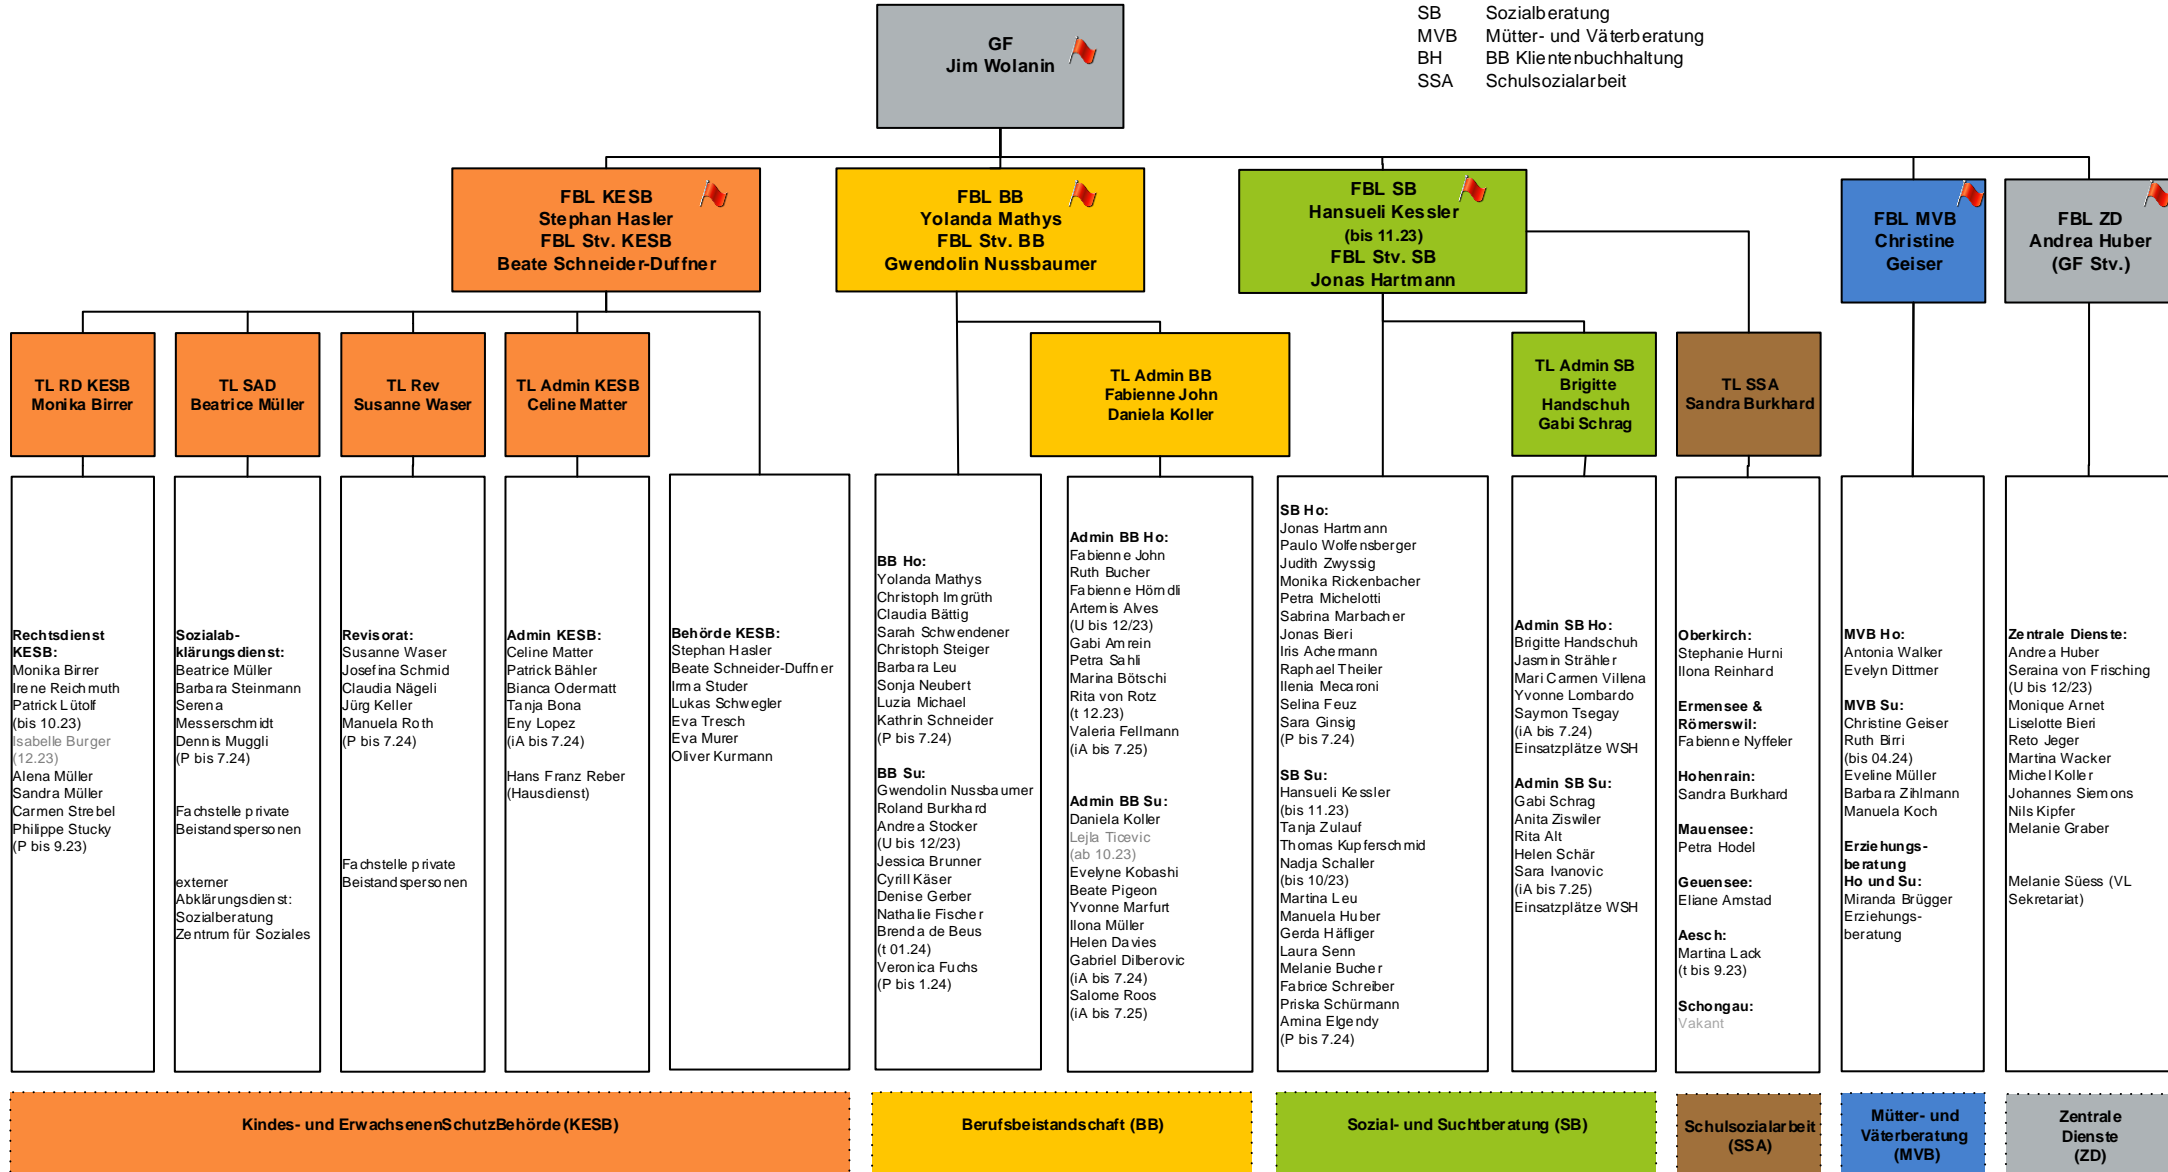 SB Sozialberatung
MVB Mütter- und Väterberatung
BH BB Klientenbuchhaltung
SSA Schulsozialarbeit
GF
Jim Wolanin
FBL KESB
Stephan Hasler
FBL Stv. KESB
Beate Schneider-Duffner
FBL BB
Yolanda Mathys
FBL Stv. BB
Gwendolin Nussbaumer
FBL SB
Hansueli Kessler
(bis 11.23)
FBL Stv. SB
Jonas Hartmann
FBL MVB
Christine
Geiser
FBL ZD
Andrea Huber
(GF Stv.)
TL RD KESB
Monika Birrer
TL SAD
Beatrice Müller
TL Rev
Susanne Waser
TL Admin KESB
Celine Matter
TL Admin BB
Fabienne John
Daniela Koller
TL Admin SB
Brigitte
Handschuh
Gabi Schrag
TL SSA
Sandra Burkhard
Rechtsdienst
KESB:
Monika Birrer
Irene Reichmuth
Patrick Lütolf
(bis 10.23)
Isabelle Burger
(12.23)
Alena Müller
Sandra Müller
Carmen Strebel
Philippe Stucky
(P bis 9.23)
Sozialab-
klärungsdienst:
Beatrice Müller
Barbara Steinmann
Serena
Messerschmidt
Dennis Muggli
(P bis 7.24)
Fachstelle private
Beistandspersonen
externer
Abklärungsdienst:
Sozialberatung
Zentrum für Soziales
Revisorat:
Susanne Waser
Josefina Schmid
Claudia Nägeli
Jürg Keller
Manuela Roth
(P bis 7.24)
Fachstelle private
Beistandspersonen
Admin KESB:
Celine Matter
Patrick Bähler
Bianca Odermatt
Tanja Bona
Eny Lopez
(iA bis 7.24)
Hans Franz Reber
(Hausdienst)
Behörde KESB:
Stephan Hasler
Beate Schneider-Duffner
Irma Studer
Lukas Schwegler
Eva Tresch
Eva Murer
Oliver Kurmann
BB Ho:
Yolanda Mathys
Christoph Imgrüth
Claudia Bättig
Sarah Schwendener
Christoph Steiger
Barbara Leu
Sonja Neubert
Luzia Michael
Kathrin Schneider
(P bis 7.24)
BB Su:
Gwendolin Nussbaumer
Roland Burkhard
Andrea Stocker
(U bis 12/23)
Jessica Brunner
Cyrill Käser
Denise Gerber
Nathalie Fischer
Brenda de Beus
(t 01.24)
Veronica Fuchs
(P bis 1.24)
Admin BB Ho:
Fabienne John
Ruth Bucher
Fabienne Hörndli
Artemis Alves
(U bis 12/23)
Gabi Amrein
Petra Sahli
Marina Bötschi
Rita von Rotz
(t 12.23)
Valeria Fellmann
(iA bis 7.25)
Admin BB Su:
Daniela Koller
Lejla Ticevic
(ab 10.23)
Evelyne Kobashi
Beate Pigeon
Yvonne Marfurt
Ilona Müller
Helen Davies
Gabriel Dilberovic
(iA bis 7.24)
Salome Roos
(iA bis 7.25)
SB Ho:
Jonas Hartmann
Paulo Wolfensberger
Judith Zwyssig
Monika Rickenbacher
Petra Michelotti
Sabrina Marbacher
Jonas Bieri
Iris Achermann
Raphael Theiler
Ilenia Mecaroni
Selina Feuz
Sara Ginsig
(P bis 7.24)
SB Su:
Hansueli Kessler
(bis 11.23)
Tanja Zulauf
Thomas Kupferschmid
Nadja Schaller
(bis 10/23)
Martina Leu
Manuela Huber
Gerda Häfliger
Laura Senn
Melanie Bucher
Fabrice Schreiber
Priska Schürmann
Amina Elgendy
(P bis 7.24)
Admin SB Ho:
Brigitte Handschuh
Jasmin Strähler
Mari Carmen Villena
Yvonne Lombardo
Saymon Tsegay
(iA bis 7.24)
Einsatzplätze WSH
Admin SB Su:
Gabi Schrag
Anita Ziswiler
Rita Alt
Helen Schär
Sara Ivanovic
(iA bis 7.25)
Einsatzplätze WSH
Oberkirch:
Stephanie Hurni
Ilona Reinhard
Ermensee &
Römerswil:
Fabienne Nyffeler
Hohenrain:
Sandra Burkhard
Mauensee:
Petra Hodel
Geuensee:
Eliane Amstad
Aesch:
Martina Lack
(t bis 9.23)
Schongau:
Vakant
MVB Ho:
Antonia Walker
Evelyn Dittmer
MVB Su:
Christine Geiser
Ruth Birri
(bis 04.24)
Eveline Müller
Barbara Zihlmann
Manuela Koch
Erziehungs-
beratung
Ho und Su:
Miranda Brügger
Erziehungs-
beratung
Zentrale Dienste:
Andrea Huber
Seraina von Frisching
(U bis 12/23)
Monique Arnet
Liselotte Bieri
Reto Jeger
Martina Wacker
Michel Koller
Johannes Siemons
Nils Kipfer
Melanie Graber
Melanie Süess (VL
Sekretariat)
Kindes- und ErwachsenenSchutzBehörde (KESB)
Berufsbeistandschaft (BB)
Sozial- und Suchtberatung (SB)
Schulsozialarbeit
(SSA)
Mütter- und
Väterberatung
(MVB)
Zentrale
Dienste
(ZD)